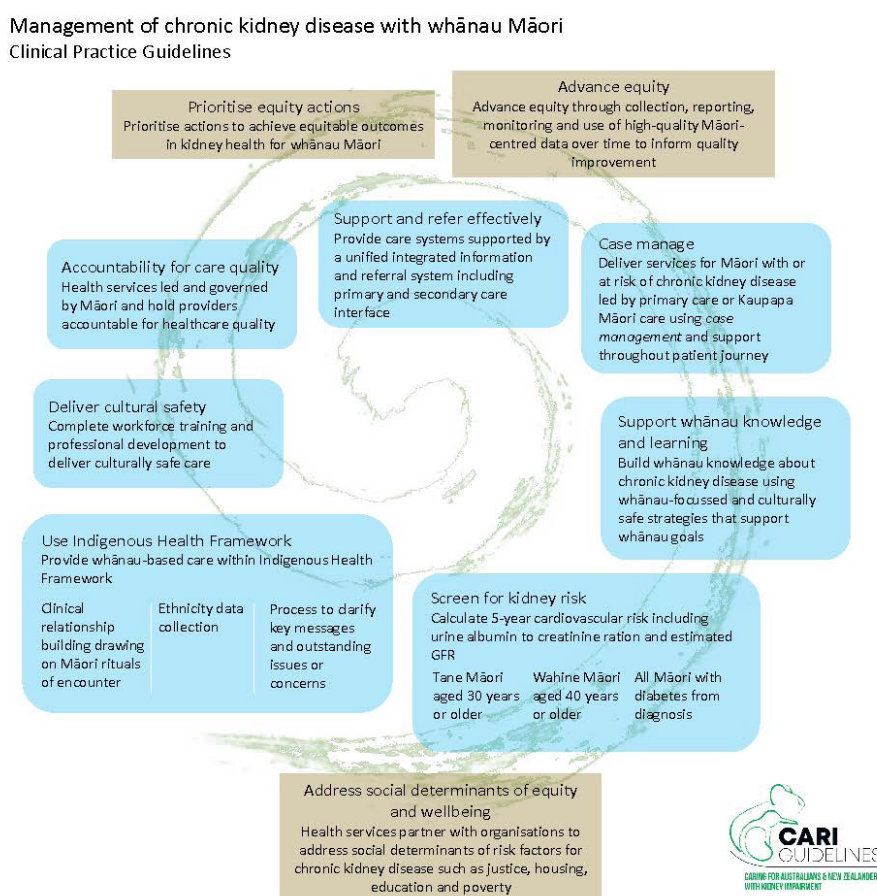 Management of chronic kidney disease with whānau Māori
Clinical Practice Guidelines
Prioritise equity actions
Prioritise actions to achieve equitable outcomes
in kidney health for whānau Māori
Advance equity
Advance equity through collection, reporting,
monitoring and use of high-quality Māori-
centred data over time to inform quality
improvement
Support and refer effectively
Provide care systems supported by
a unified integrated information
and referral system including
primary and secondary care
interface
Accountability for care quality
Health services led and governed
by Māori and hold providers
accountable for healthcare quality
Case manage
Deliver services for Māori with or
at risk of chronic kidney disease
led by primary care or Kaupapa
Māori care using case
management and support
throughout patient journey
Deliver cultural safety
Complete workforce training and
professional development to
deliver culturally safe care
Support whānau knowledge
and learning
Build whānau knowledge about
chronic kidney disease using
whānau-focussed and culturally
safe strategies that support
whānau goals
Use Indigenous Health Framework
Provide whānau-based care within Indigenous Health
Framework
Clinical
relationship
building drawing
on Māori rituals
of encounter
Ethnicity data
collection
Process to clarify
key messages
and outstanding
issues or
concerns
Screen for kidney risk
Calculate 5-year cardiovascular risk including
urine albumin to creatinine ration and estimated
GFR
Tane Māori
aged 30 years
or older
Wahine Māori
aged 40 years
or older
All Māori with
diabetes from
diagnosis
Address social determinants of equity
and wellbeing
Health services partner with organisations to
address social determinants of risk factors for
chronic kidney disease such as justice, housing,
education and poverty
CARI
GUIDELINES
CARING FOR AUSTRALIANS & NEW ZEALANDERS
WITH KIDNEY IMPAIRMENT